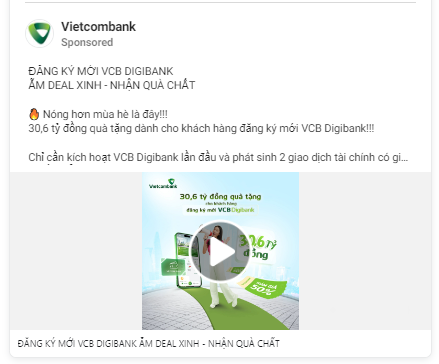 Vietcombank
Sponsored
ĐĂNG KÝ MỚI VCB DIGIBANK
ẴM DEAL XINH - NHẬN QUÀ CHẤT
🔥 Nóng hơn mùa hè là đây!!!
30,6 tỷ đồng quà tặng dành cho khách hàng đăng ký mới VCB Digibank!!!
Chỉ cần kích hoạt VCB Digibank lần đầu và phát sinh 2 giao dịch tài chính có gi...
Vietcombank
30,6 tỷ đồng quà tặng
cho khách hàng
đăng ký mới VCBDigibank
30,6 TỶ
đồng
50%
ĐĂNG KÝ MỚI VCB DIGIBANK ẴM DEAL XINH - NHẬN QUÀ CHẤT